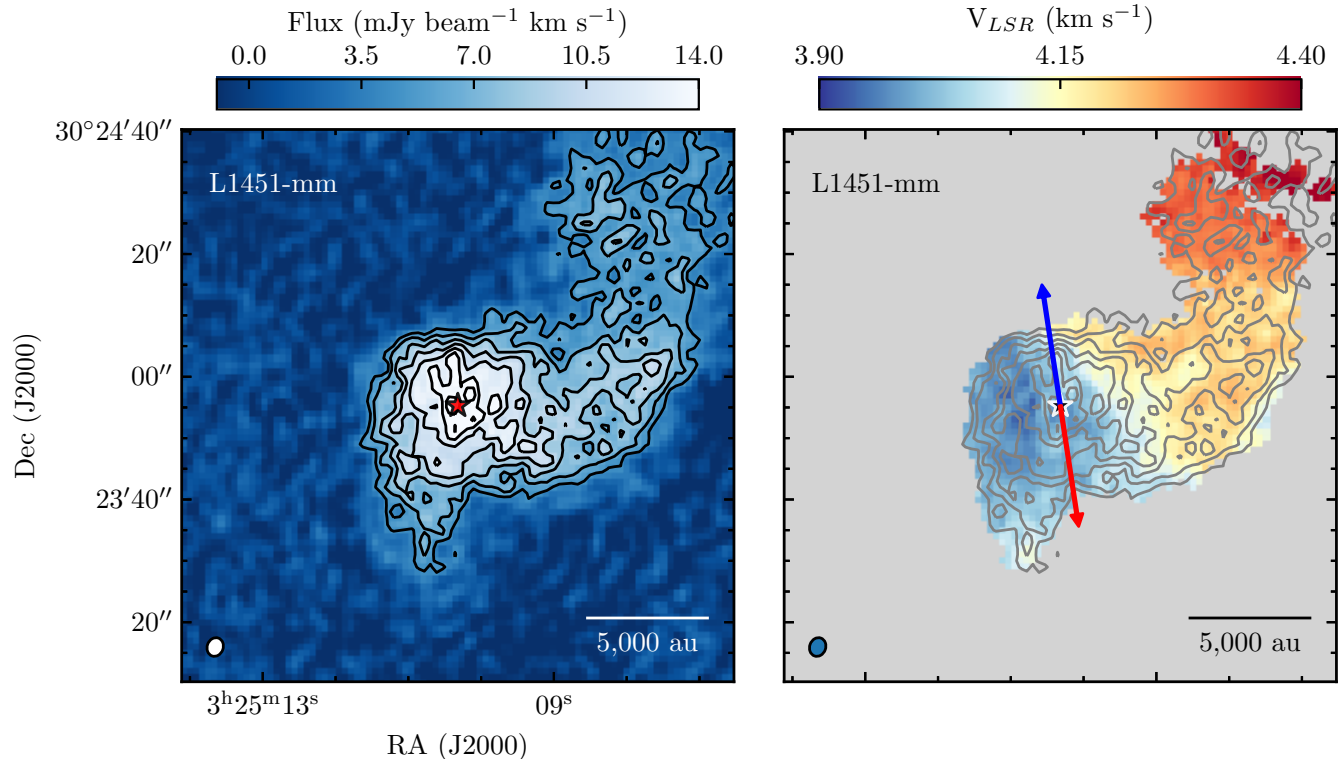 Flux (mJy beam⁻¹ km s⁻¹)
0.0 3.5 7.0 10.5 14.0
V_LSR (km s⁻¹)
3.90 4.15 4.40
30°24′40″
20″
00″
23′40″
20″
Dec (J2000)
L1451-mm
5,000 au
3ʰ25ᵐ13ˢ 09ˢ
RA (J2000)
L1451-mm
5,000 au